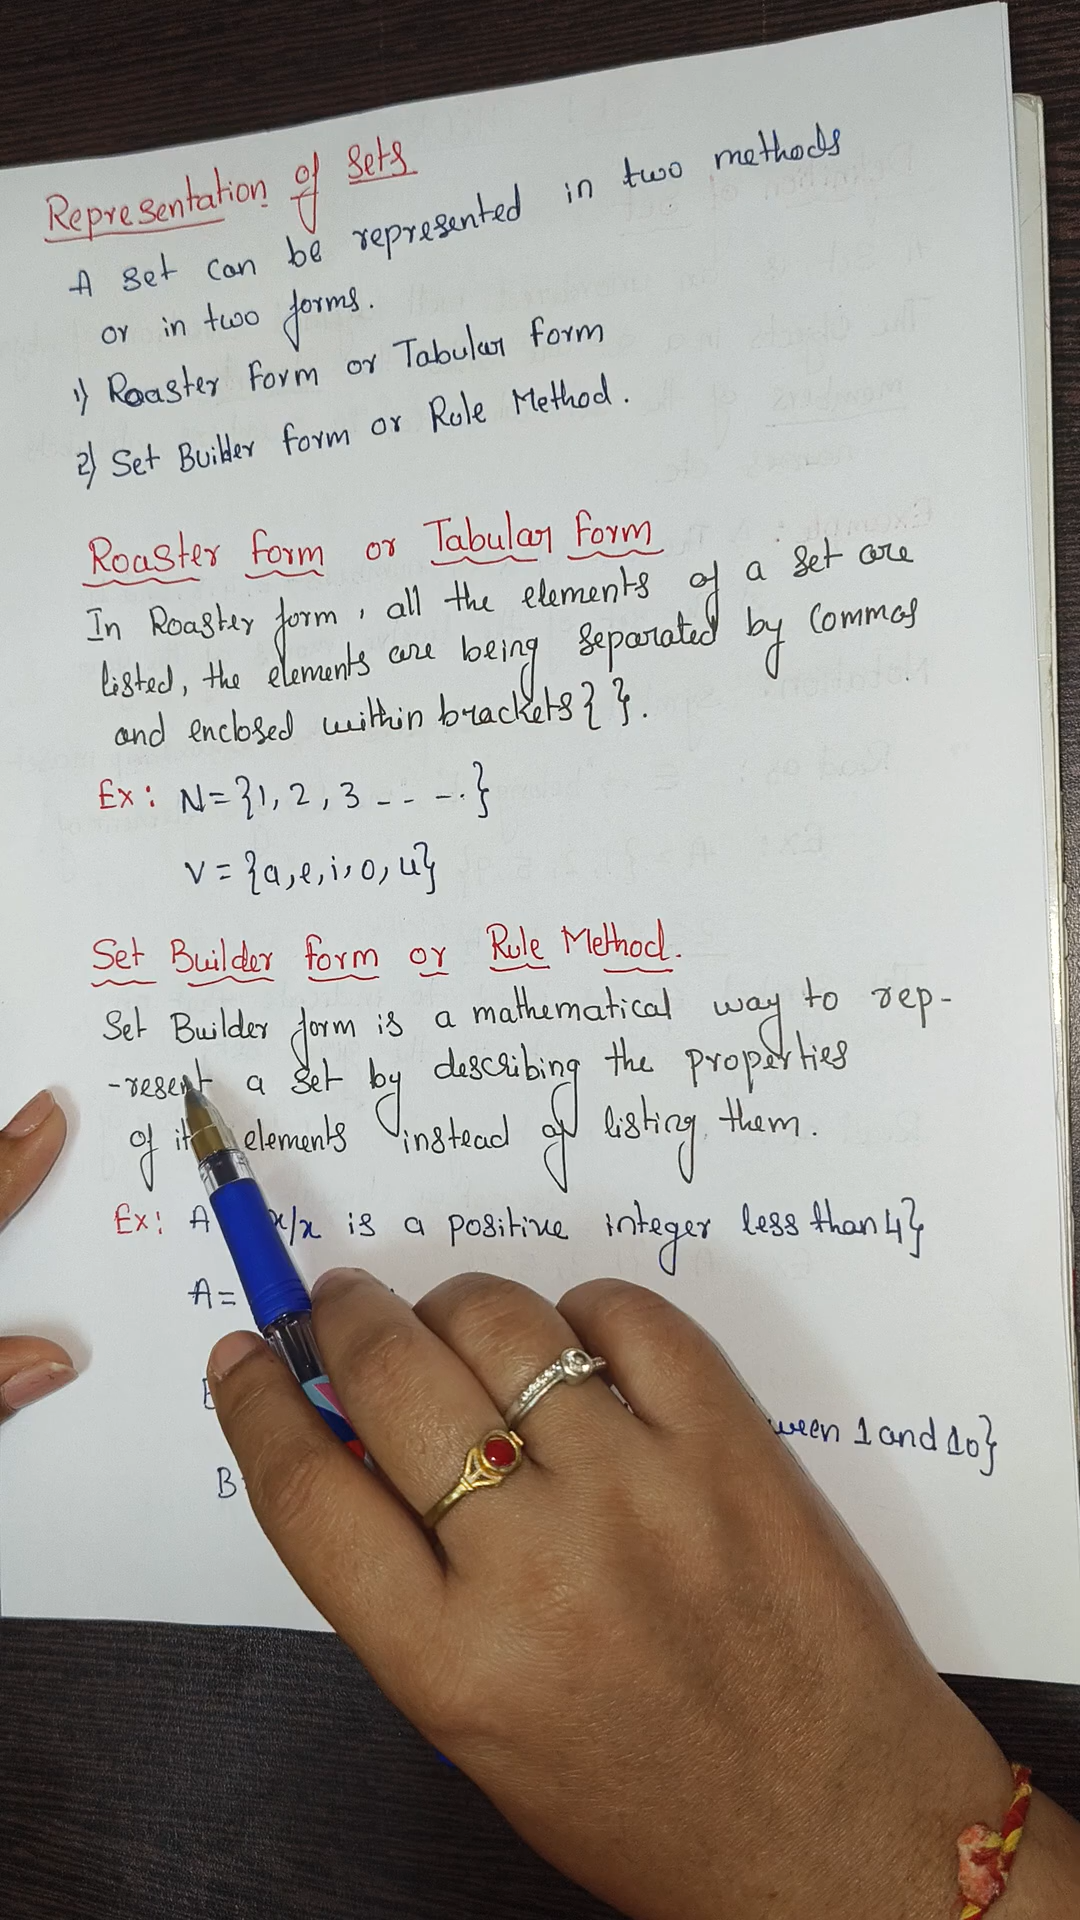 Representation of Sets
A set can be represented in two methods
or in two forms.
1) Roaster form or Tabular form
2) Set Builder form or Rule Method.
Roaster form or Tabular form
In Roaster form, all the elements of a set are
listed, the elements are being separated by commas
and enclosed within brackets { }.
Ex: N = {1, 2, 3 - - - .}
V = {a, e, i, o, u}
Set Builder form or Rule Method.
Set Builder form is a mathematical way to rep-
-resent a set by describing the properties
of elements instead of listing them.
Ex: A x/x is a positive integer less than 4}
A =
1 and 10}
B